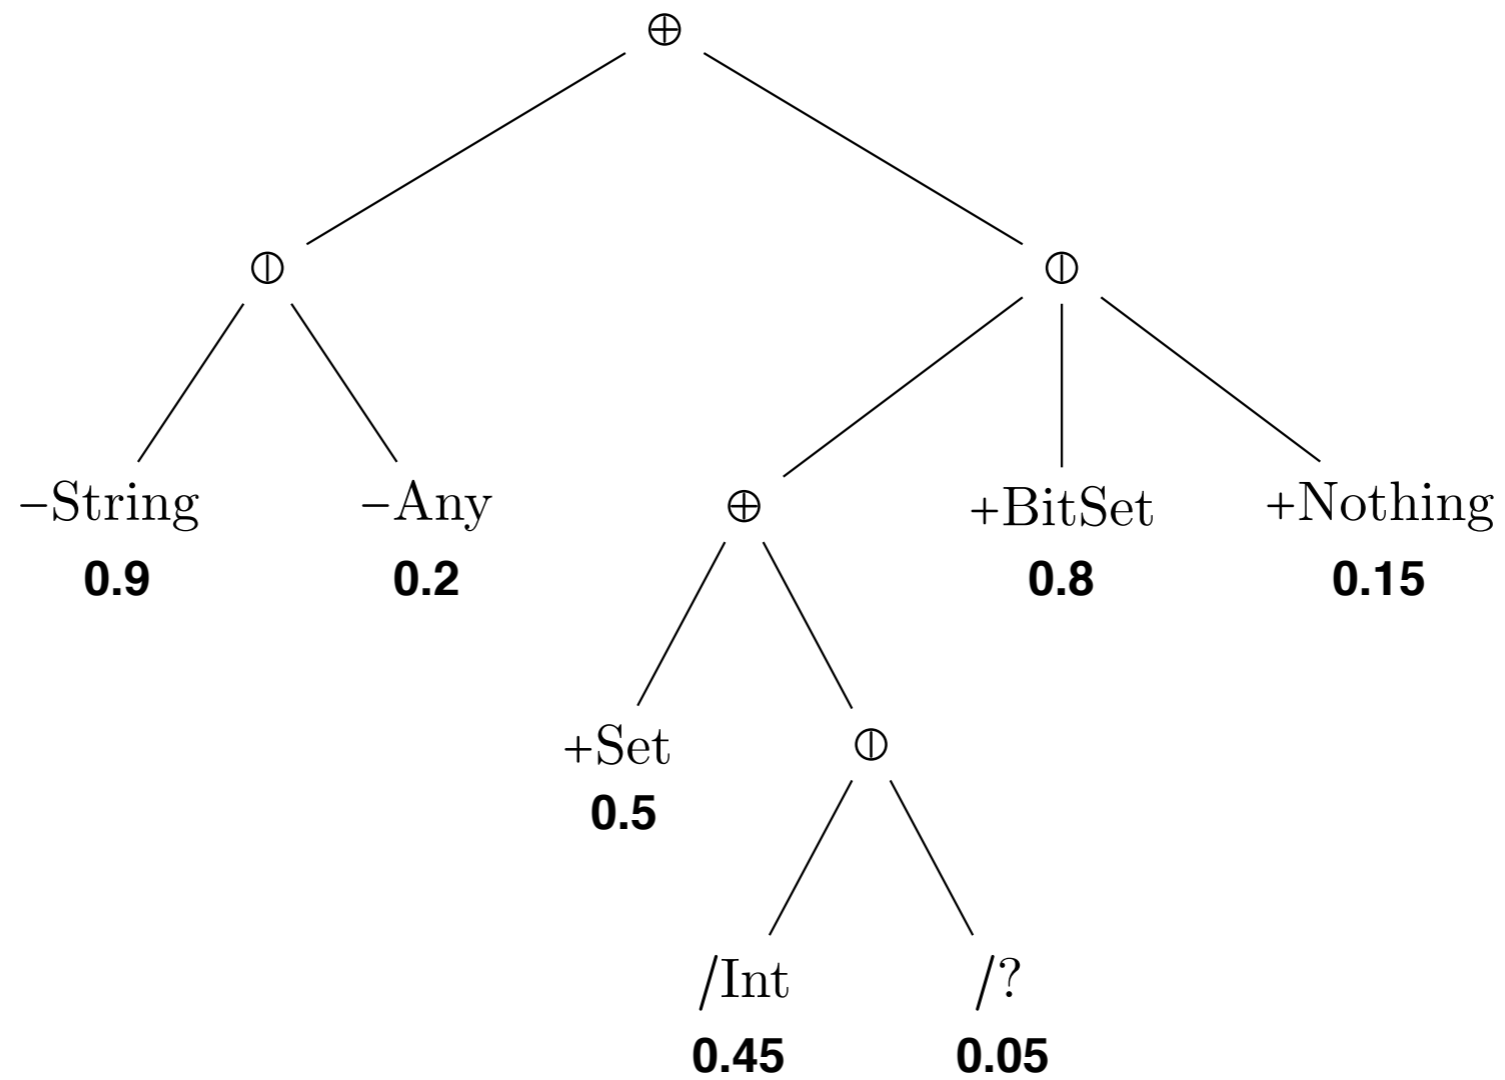 ⊕
⦶ ⦶
−String −Any ⊕ +BitSet +Nothing
0.9 0.2 0.8 0.15
+Set ⦶
0.5
/Int /?
0.45 0.05